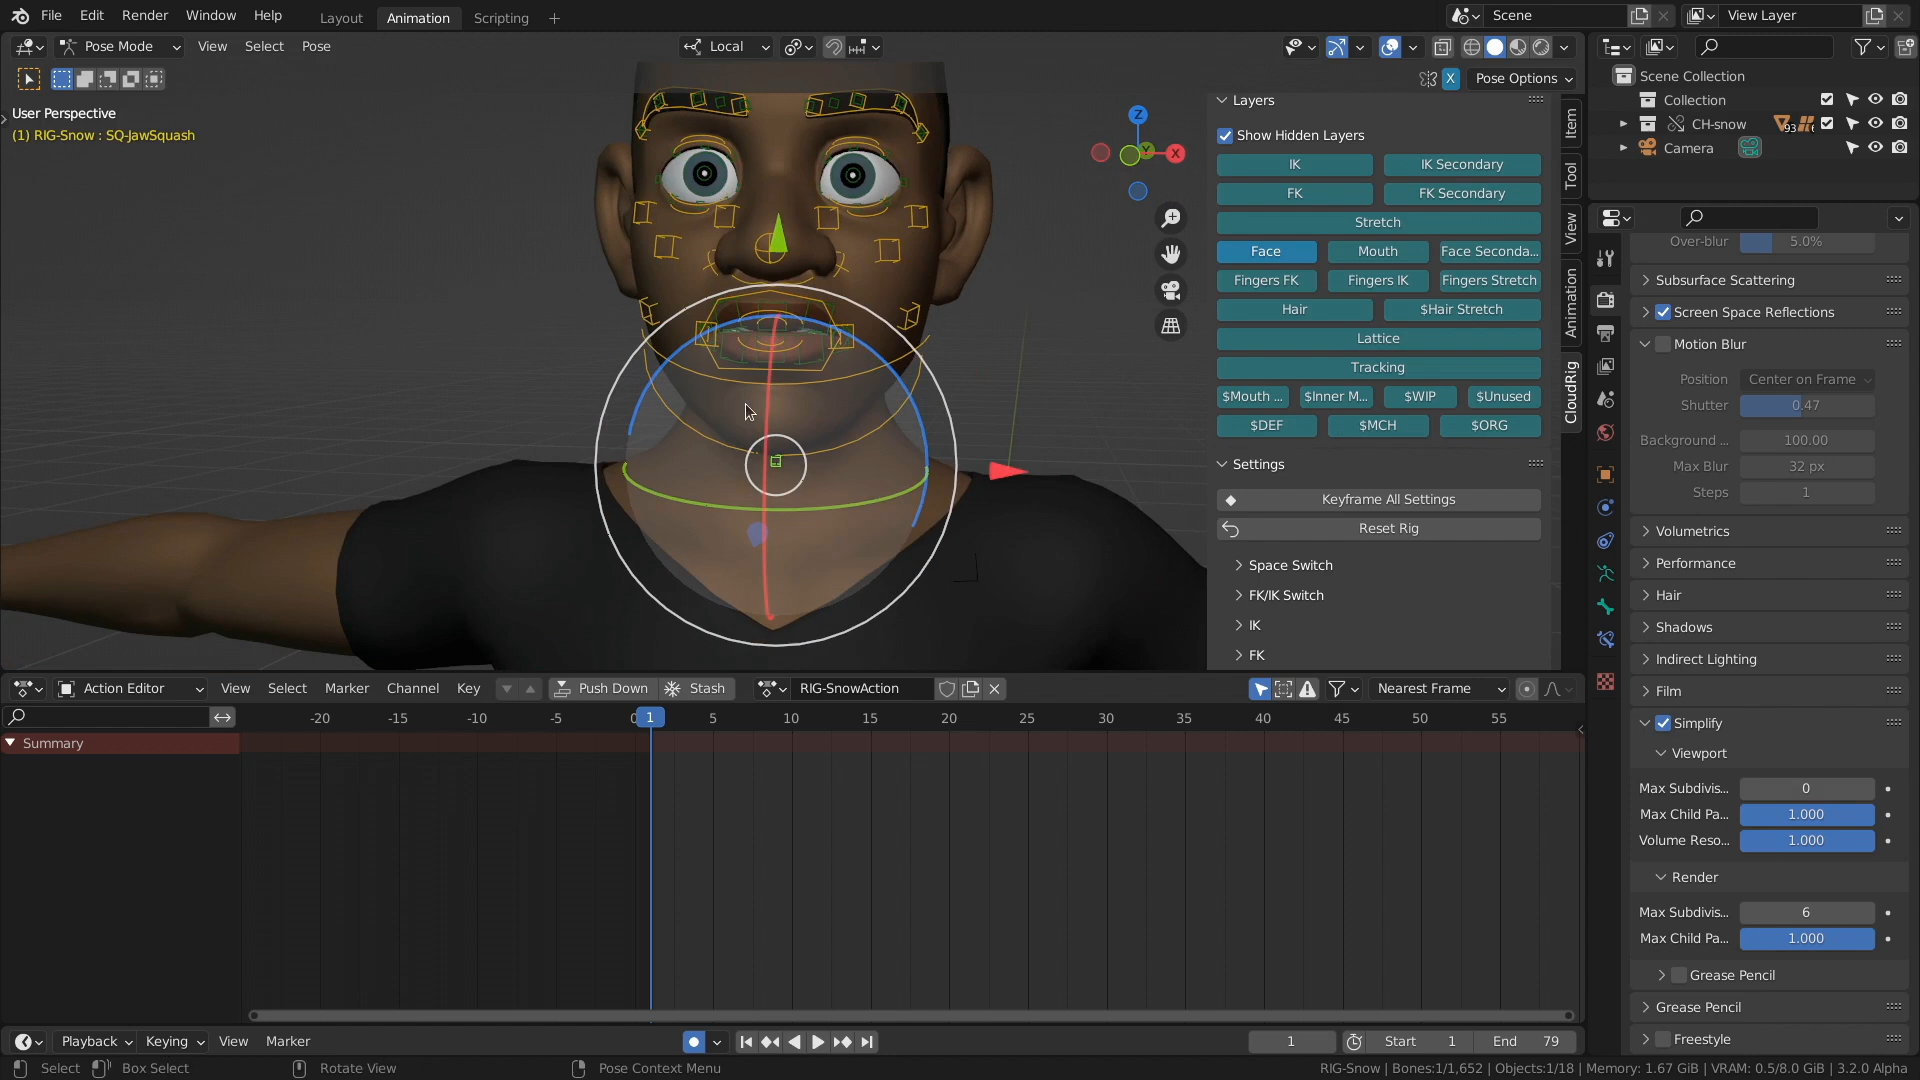 File Edit Render Window Help Layout Animation Scripting + Scene View Layer
Pose Mode View Select Pose Local
X Pose Options
User Perspective
(1) RIG-Snow : SQ-JawSquash
Z
X
Y
Layers
Show Hidden Layers
IK IK Secondary
FK FK Secondary
Stretch
Face Mouth Face Seconda...
Fingers FK Fingers IK Fingers Stretch
Hair $Hair Stretch
Lattice
Tracking
$Mouth ... $Inner M... $WIP $Unused
$DEF $MCH $ORG
Settings
Keyframe All Settings
Reset Rig
Space Switch
FK/IK Switch
IK
FK
Item
Tool
View
Animation
CloudRig
Scene Collection
Collection
CH-snow 93
Camera
Over-blur 5.0%
Subsurface Scattering
Screen Space Reflections
Motion Blur
Position Center on Frame
Shutter 0.47
Background ... 100.00
Max Blur 32 px
Steps 1
Volumetrics
Performance
Hair
Shadows
Indirect Lighting
Film
Simplify
Viewport
Max Subdivis... 0
Max Child Pa... 1.000
Volume Reso... 1.000
Render
Max Subdivis... 6
Max Child Pa... 1.000
Grease Pencil
Grease Pencil
Freestyle
Action Editor View Select Marker Channel Key Push Down Stash RIG-SnowAction Nearest Frame
-20 -15 -10 -5 0 1 5 10 15 20 25 30 35 40 45 50 55
Summary
Playback Keying View Marker 1 Start 1 End 79
Select Box Select Rotate View Pose Context Menu RIG-Snow | Bones:1/1,652 | Objects:1/18 | Memory: 1.67 GiB | VRAM: 0.5/8.0 GiB | 3.2.0 Alpha